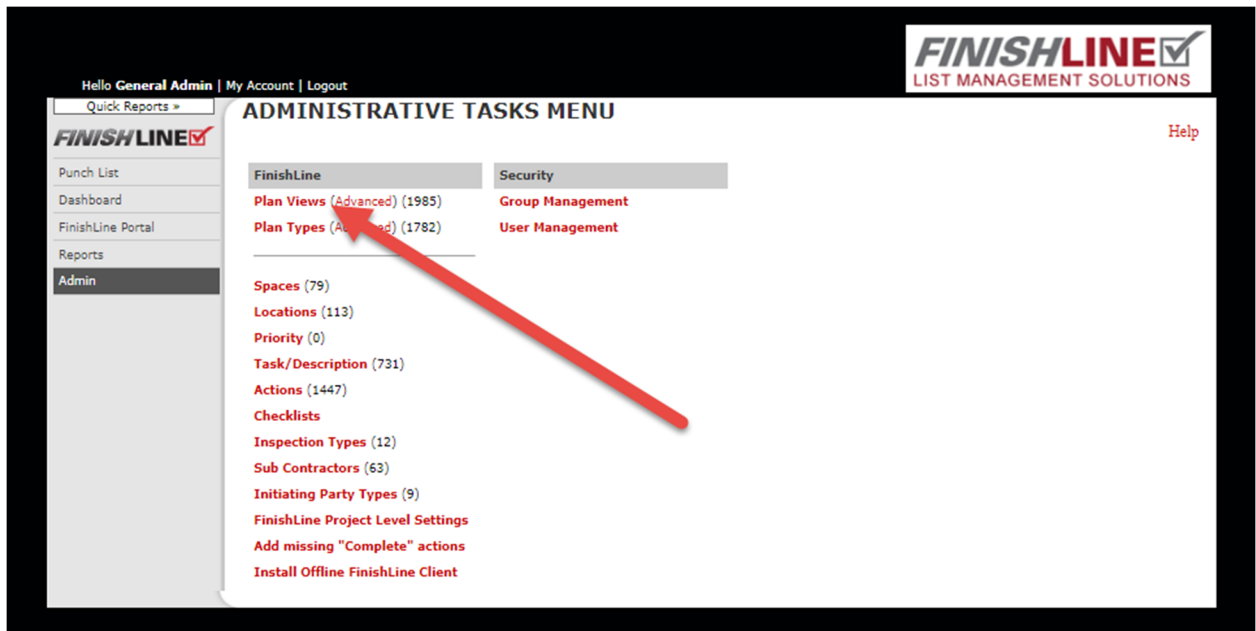 FINISHLINE
LIST MANAGEMENT SOLUTIONS
Hello General Admin | My Account | Logout
Quick Reports »
FINISHLINE
Punch List
Dashboard
FinishLine Portal
Reports
Admin
ADMINISTRATIVE TASKS MENU
Help
FinishLine
Plan Views (Advanced) (1985)
Plan Types ( ) (1782)
Spaces (79)
Locations (113)
Priority (0)
Task/Description (731)
Actions (1447)
Checklists
Inspection Types (12)
Sub Contractors (63)
Initiating Party Types (9)
FinishLine Project Level Settings
Add missing "Complete" actions
Install Offline FinishLine Client
Security
Group Management
User Management